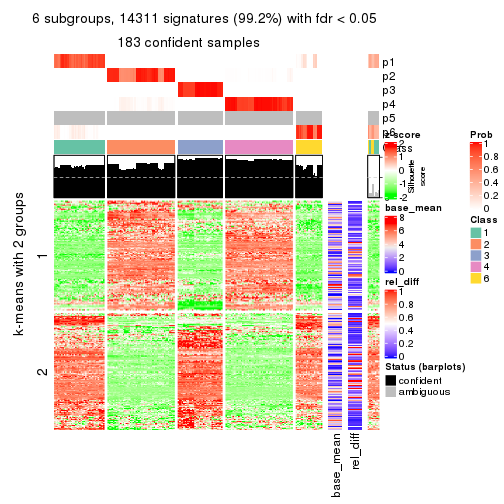 6 subgroups, 14311 signatures (99.2%) with fdr < 0.05
183 confident samples
p1
p2
p3
p4
p5
p6
Class
z-score
2
1
0
-1
-2
Silhouette
score
Prob
1
0.8
0.6
0.4
0.2
0
base_mean
8
6
4
2
0
Class
1
2
3
4
6
rel_diff
1
0.8
0.6
0.4
0.2
0
Status (barplots)
confident
ambiguous
k-means with 2 groups
1
2
base_mean
rel_diff